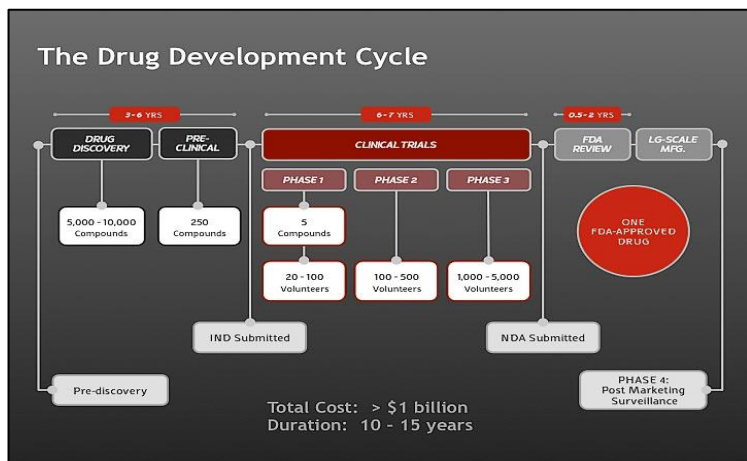 The Drug Development Cycle
3-6 YRS
6-7 YRS
0.5-2 YRS
DRUG
DISCOVERY
PRE-
CLINICAL
CLINICAL TRIALS
FDA
REVIEW
LG-SCALE
MFG.
PHASE 1
PHASE 2
PHASE 3
5,000 - 10,000
Compounds
250
Compounds
5
Compounds
ONE
FDA-APPROVED
DRUG
20 - 100
Volunteers
100 - 500
Volunteers
1,000 - 5,000
Volunteers
IND Submitted
NDA Submitted
Pre-discovery
PHASE 4:
Post Marketing
Surveillance
Total Cost: > $1 billion
Duration: 10 - 15 years